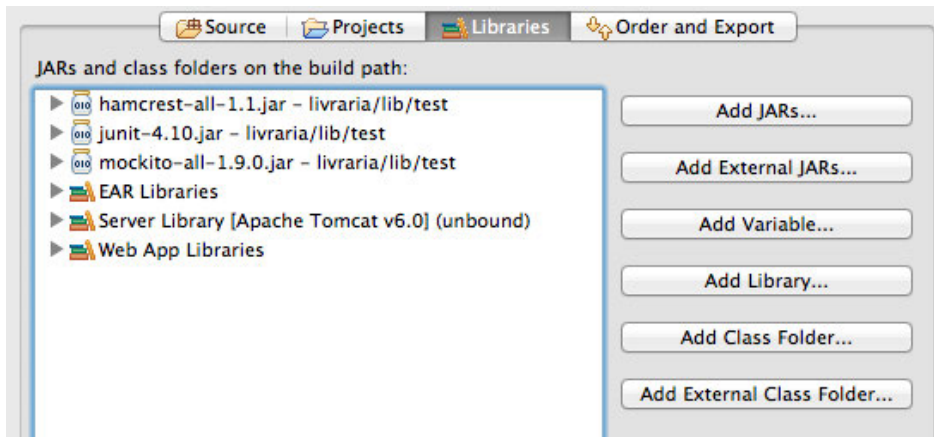 Source Projects Libraries Order and Export
JARs and class folders on the build path:
hamcrest-all-1.1.jar – livraria/lib/test
junit-4.10.jar – livraria/lib/test
mockito-all-1.9.0.jar – livraria/lib/test
EAR Libraries
Server Library [Apache Tomcat v6.0] (unbound)
Web App Libraries
Add JARs...
Add External JARs...
Add Variable...
Add Library...
Add Class Folder...
Add External Class Folder...